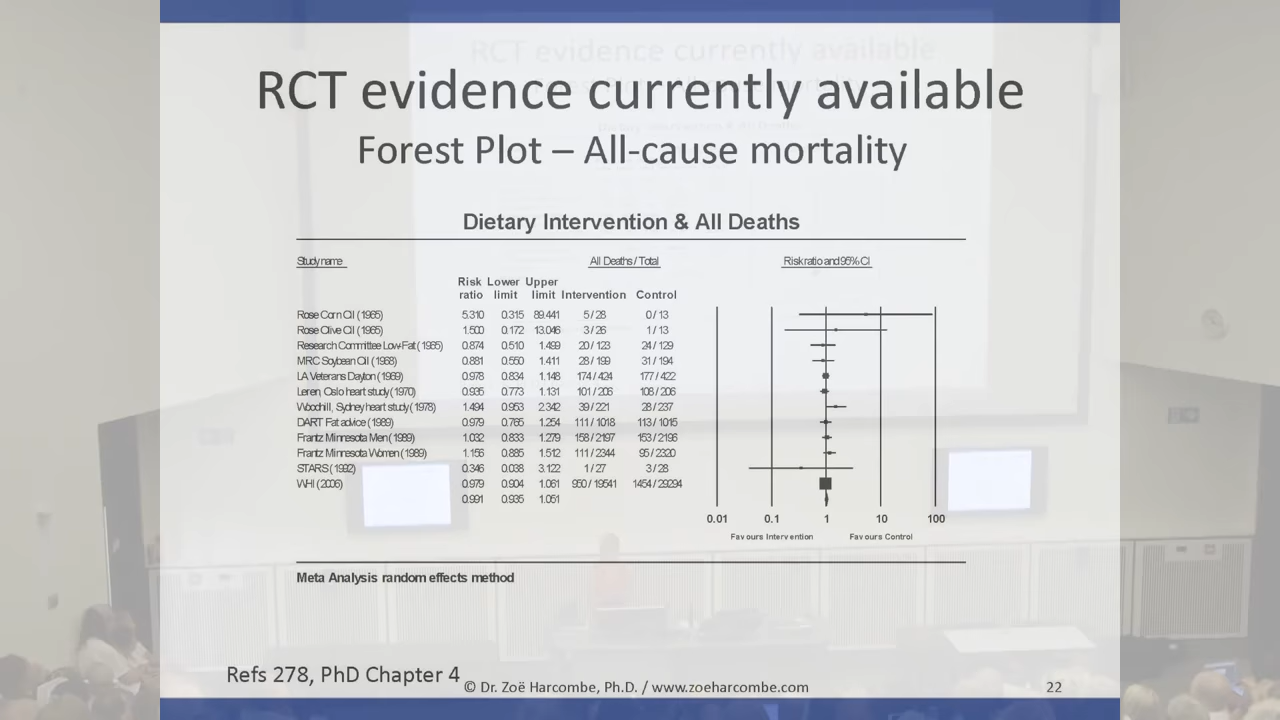 RCT evidence currently available
Forest Plot – All-cause mortality
Dietary Intervention & All Deaths
Study name All Deaths / Total Risk ratio and 95% CI
Risk Lower Upper
ratio limit limit Intervention Control
Rose Corn Oil (1965) 5.310 0.315 89.441 5 / 28 0 / 13
Rose Olive Oil (1965) 1.500 0.172 13.046 3 / 26 1 / 13
Research Committee Low-Fat (1965) 0.874 0.510 1.499 20 / 123 24 / 129
MRC Soybean Oil (1968) 0.881 0.550 1.411 28 / 199 31 / 194
LA Veterans Dayton (1969) 0.978 0.834 1.148 174 / 424 177 / 422
Leren, Oslo heart study (1970) 0.935 0.773 1.131 101 / 206 108 / 206
Woodhill, Sydney heart study (1978) 1.494 0.953 2.342 39 / 221 28 / 237
DART Fat advice (1989) 0.979 0.765 1.254 111 / 1018 113 / 1015
Frantz Minnesota Men (1989) 1.032 0.833 1.279 158 / 2197 153 / 2196
Frantz Minnesota Women (1989) 1.156 0.885 1.512 111 / 2344 95 / 2320
STARS (1992) 0.346 0.038 3.122 1 / 27 3 / 28
WHI (2006) 0.979 0.904 1.061 950 / 19541 1454 / 29294
0.991 0.935 1.051
0.01 0.1 1 10 100
Favours Intervention Favours Control
Meta Analysis random effects method
Refs 278, PhD Chapter 4
© Dr. Zoë Harcombe, Ph.D. / www.zoeharcombe.com
22